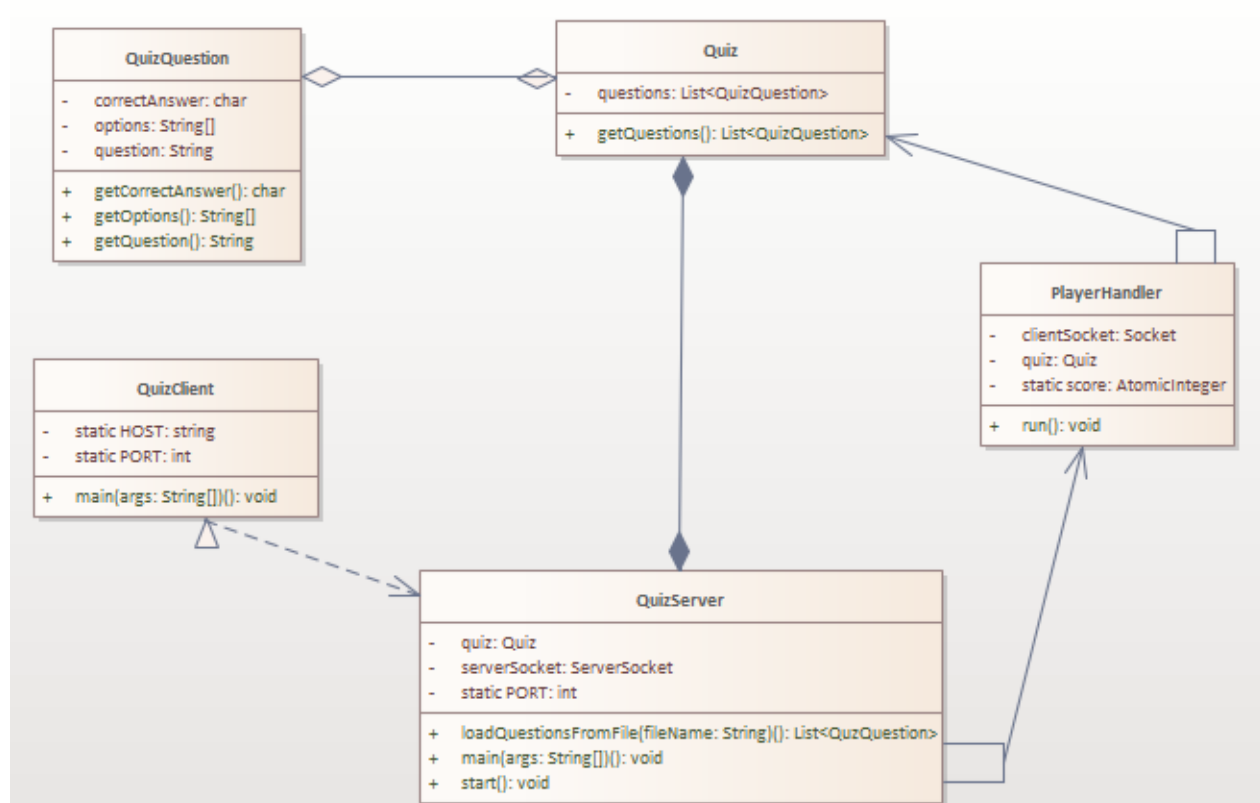 QuizQuestion
- correctAnswer: char
- options: String[]
- question: String
+ getCorrectAnswer(): char
+ getOptions(): String[]
+ getQuestion(): String
Quiz
- questions: List<QuizQuestion>
+ getQuestions(): List<QuizQuestion>
PlayerHandler
- clientSocket: Socket
- quiz: Quiz
- static score: AtomicInteger
+ run(): void
QuizClient
- static HOST: string
- static PORT: int
+ main(args: String[])(): void
QuizServer
- quiz: Quiz
- serverSocket: ServerSocket
- static PORT: int
+ loadQuestionsFromFile(fileName: String)(): List<QuzQuestion>
+ main(args: String[])(): void
+ start(): void